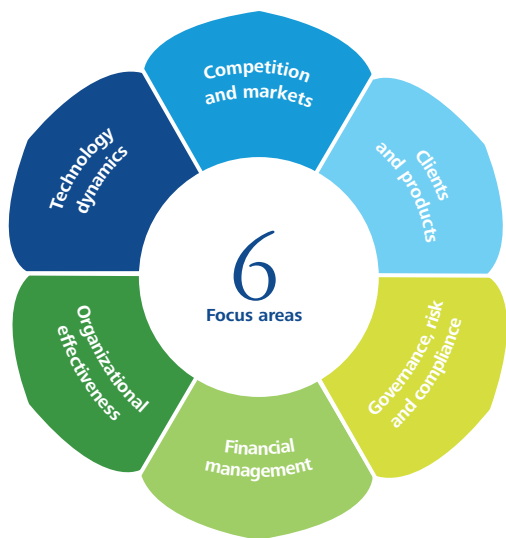 Competition
and markets
Clients
and products
Governance, risk
and compliance
Financial
management
Organizational
effectiveness
Technology
dynamics
6
Focus areas